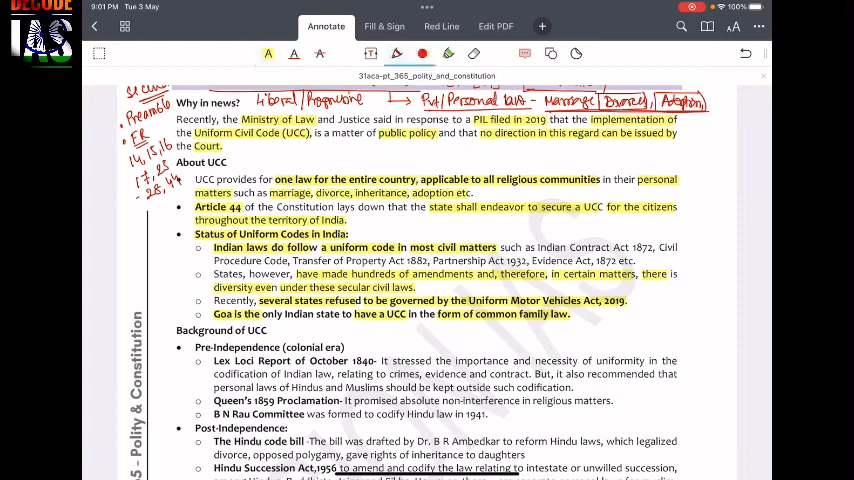 DECODE
IAS
9:01 PM Tue 3 May
100%
Annotate
Fill & Sign
Red Line
Edit PDF
31aca-pt_365_polity_and_constitution
Liberal/Progressive → Pvt/Personal laws - Marriage, Divorce, Adoption,
Preamble
FR
14, 15, 16
17, 25
- 28, 44
Why in news?
Recently, the Ministry of Law and Justice said in response to a PIL filed in 2019 that the implementation of
the Uniform Civil Code (UCC), is a matter of public policy and that no direction in this regard can be issued by
the Court.
About UCC
UCC provides for one law for the entire country, applicable to all religious communities in their personal
matters such as marriage, divorce, inheritance, adoption etc.
• Article 44 of the Constitution lays down that the state shall endeavor to secure a UCC for the citizens
throughout the territory of India.
• Status of Uniform Codes in India:
o Indian laws do follow a uniform code in most civil matters such as Indian Contract Act 1872, Civil
Procedure Code, Transfer of Property Act 1882, Partnership Act 1932, Evidence Act, 1872 etc.
o States, however, have made hundreds of amendments and, therefore, in certain matters, there is
diversity even under these secular civil laws.
o Recently, several states refused to be governed by the Uniform Motor Vehicles Act, 2019.
o Goa is the only Indian state to have a UCC in the form of common family law.
Background of UCC
• Pre-Independence (colonial era)
o Lex Loci Report of October 1840- It stressed the importance and necessity of uniformity in the
codification of Indian law, relating to crimes, evidence and contract. But, it also recommended that
personal laws of Hindus and Muslims should be kept outside such codification.
o Queen's 1859 Proclamation- It promised absolute non-interference in religious matters.
o B N Rau Committee was formed to codify Hindu law in 1941.
• Post-Independence:
o The Hindu code bill -The bill was drafted by Dr. B R Ambedkar to reform Hindu laws, which legalized
divorce, opposed polygamy, gave rights of inheritance to daughters
o Hindu Succession Act,1956 to amend and codify the law relating to intestate or unwilled succession,
65 - Polity & Constitution